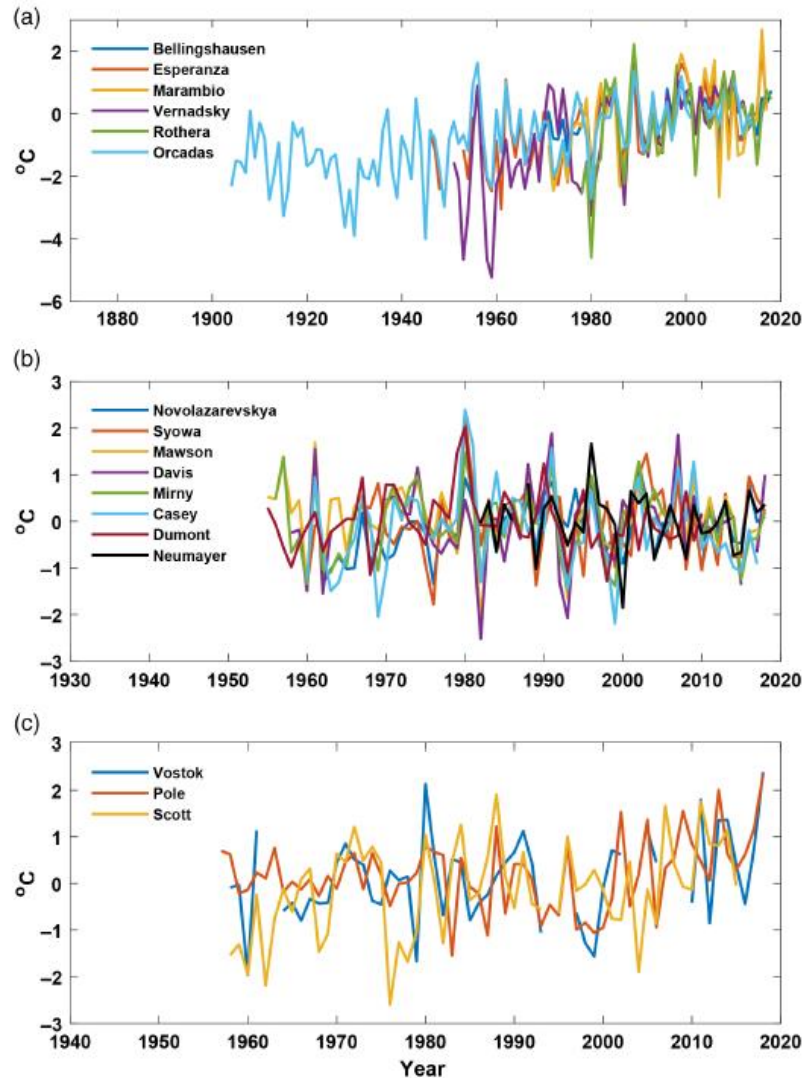 (a)
2
0
–2
–4
–6
°C
Bellingshausen
Esperanza
Marambio
Vernadsky
Rothera
Orcadas
1880 1900 1920 1940 1960 1980 2000 2020
(b)
3
2
1
0
–1
–2
–3
°C
Novolazarevskya
Syowa
Mawson
Davis
Mirny
Casey
Dumont
Neumayer
1930 1940 1950 1960 1970 1980 1990 2000 2010 2020
(c)
3
2
1
0
–1
–2
–3
°C
Vostok
Pole
Scott
1940 1950 1960 1970 1980 1990 2000 2010 2020
Year